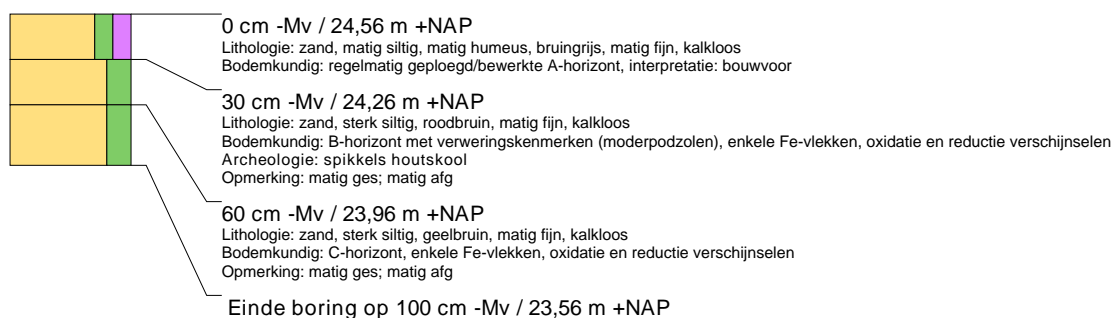 0 cm -Mv / 24,56 m +NAP
Lithologie: zand, matig siltig, matig humeus, bruingrijs, matig fijn, kalkloos
Bodemkundig: regelmatig geploegd/bewerkte A-horizont, interpretatie: bouwvoor
30 cm -Mv / 24,26 m +NAP
Lithologie: zand, sterk siltig, roodbruin, matig fijn, kalkloos
Bodemkundig: B-horizont met verweringskenmerken (moderpodzolen), enkele Fe-vlekken, oxidatie en reductie verschijnselen
Archeologie: spikkels houtskool
Opmerking: matig ges; matig afg
60 cm -Mv / 23,96 m +NAP
Lithologie: zand, sterk siltig, geelbruin, matig fijn, kalkloos
Bodemkundig: C-horizont, enkele Fe-vlekken, oxidatie en reductie verschijnselen
Opmerking: matig ges; matig afg
Einde boring op 100 cm -Mv / 23,56 m +NAP